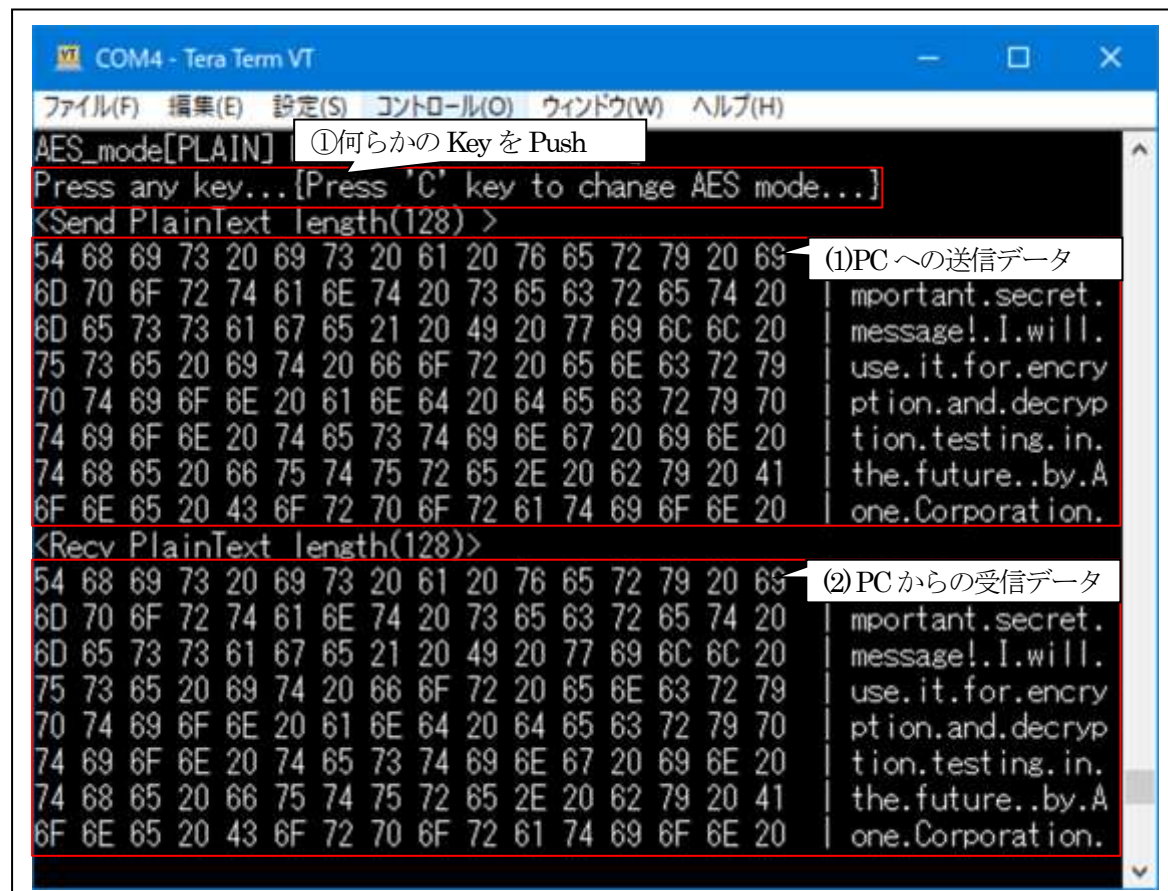 COM4 - Tera Term VT
ファイル(F) 編集(E) 設定(S) コントロール(O) ウィンドウ(W) ヘルプ(H)
AES_mode[PLAIN]
①何らかの Key を Push
Press any key...{Press 'C' key to change AES mode...}
<Send PlainText length(128) >
54 68 69 73 20 69 73 20 61 20 76 65 72 79 20 69
(1)PC への送信データ
6D 70 6F 72 74 61 6E 74 20 73 65 63 72 65 74 20 | mportant.secret.
6D 65 73 73 61 67 65 21 20 49 20 77 69 6C 6C 20 | message!.I.will.
75 73 65 20 69 74 20 66 6F 72 20 65 6E 63 72 79 | use.it.for.encry
70 74 69 6F 6E 20 61 6E 64 20 64 65 63 72 79 70 | ption.and.decryp
74 69 6F 6E 20 74 65 73 74 69 6E 67 20 69 6E 20 | tion.testing.in.
74 68 65 20 66 75 74 75 72 65 2E 20 62 79 20 41 | the.future..by.A
6F 6E 65 20 43 6F 72 70 6F 72 61 74 69 6F 6E 20 | one.Corporation.
<Recv PlainText length(128)>
54 68 69 73 20 69 73 20 61 20 76 65 72 79 20 69
(2) PC からの受信データ
6D 70 6F 72 74 61 6E 74 20 73 65 63 72 65 74 20 | mportant.secret.
6D 65 73 73 61 67 65 21 20 49 20 77 69 6C 6C 20 | message!.I.will.
75 73 65 20 69 74 20 66 6F 72 20 65 6E 63 72 79 | use.it.for.encry
70 74 69 6F 6E 20 61 6E 64 20 64 65 63 72 79 70 | ption.and.decryp
74 69 6F 6E 20 74 65 73 74 69 6E 67 20 69 6E 20 | tion.testing.in.
74 68 65 20 66 75 74 75 72 65 2E 20 62 79 20 41 | the.future..by.A
6F 6E 65 20 43 6F 72 70 6F 72 61 74 69 6F 6E 20 | one.Corporation.